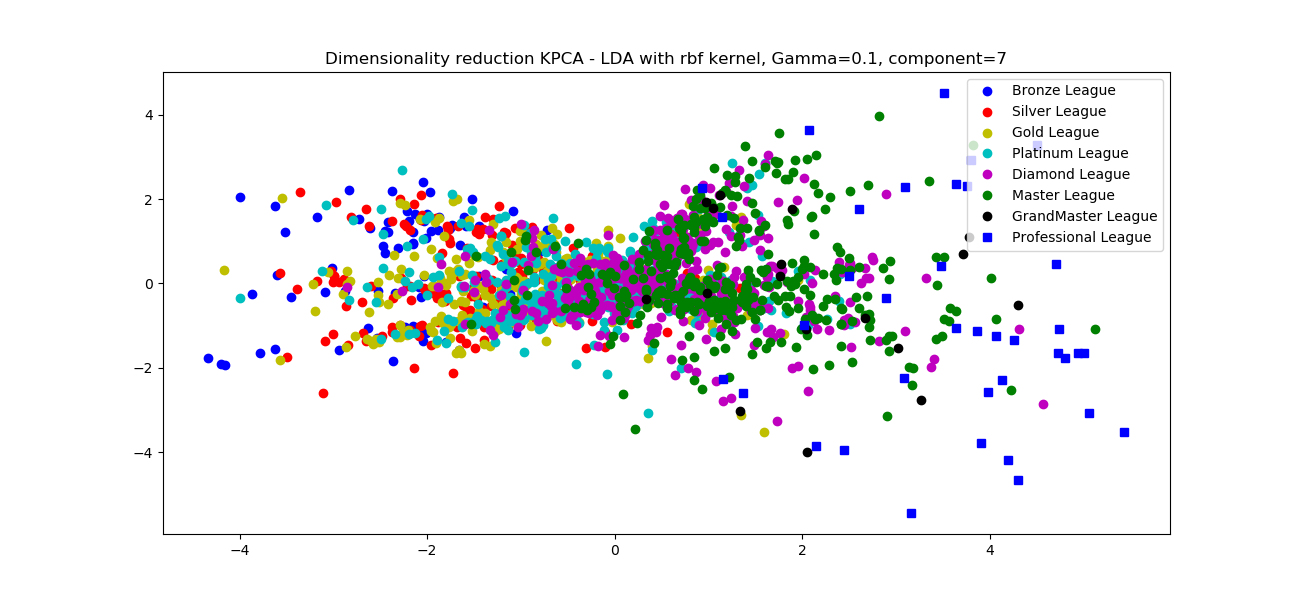 Dimensionality reduction KPCA - LDA with rbf kernel, Gamma=0.1, component=7
Bronze League
Silver League
Gold League
Platinum League
Diamond League
Master League
GrandMaster League
Professional League
4
2
0
−2
−4
−4 −2 0 2 4